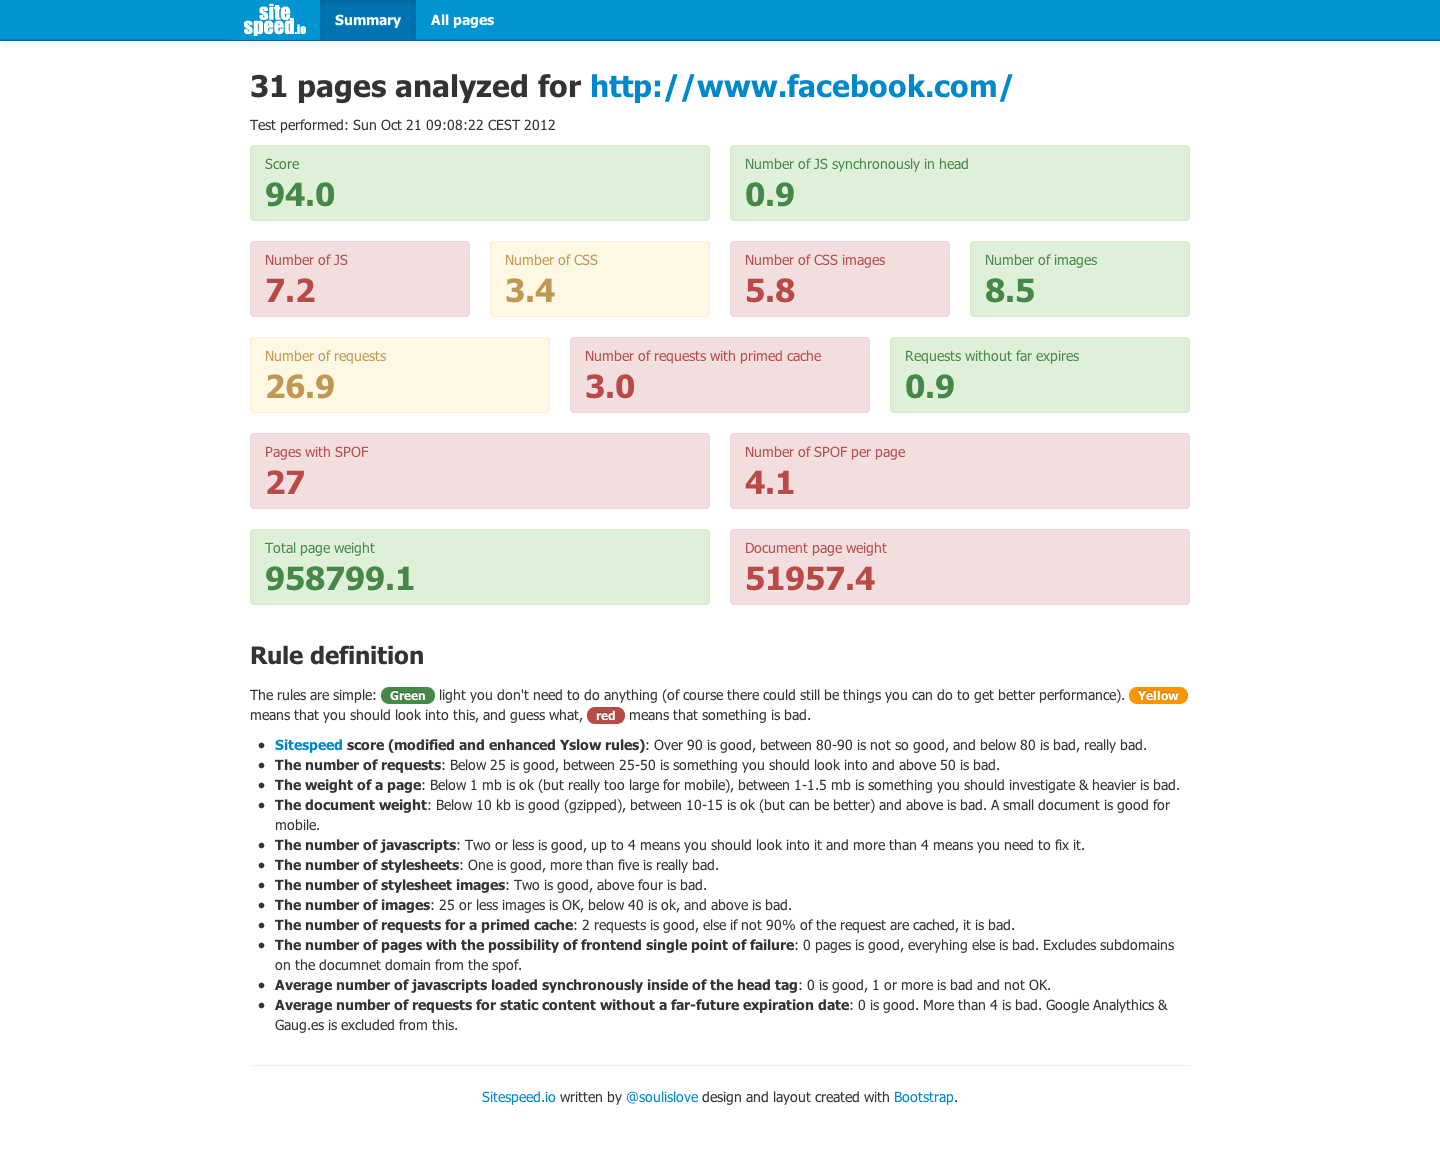 site
speed.io
Summary All pages
31 pages analyzed for http://www.facebook.com/
Test performed: Sun Oct 21 09:08:22 CEST 2012
Score Number of JS synchronously in head
94.0 0.9
Number of JS Number of CSS Number of CSS images Number of images
7.2 3.4 5.8 8.5
Number of requests Number of requests with primed cache Requests without far expires
26.9 3.0 0.9
Pages with SPOF Number of SPOF per page
27 4.1
Total page weight Document page weight
958799.1 51957.4
Rule definition
The rules are simple: Green light you don't need to do anything (of course there could still be things you can do to get better performance). Yellow
means that you should look into this, and guess what, red means that something is bad.
• Sitespeed score (modified and enhanced Yslow rules): Over 90 is good, between 80-90 is not so good, and below 80 is bad, really bad.
• The number of requests: Below 25 is good, between 25-50 is something you should look into and above 50 is bad.
• The weight of a page: Below 1 mb is ok (but really too large for mobile), between 1-1.5 mb is something you should investigate & heavier is bad.
• The document weight: Below 10 kb is good (gzipped), between 10-15 is ok (but can be better) and above is bad. A small document is good for
mobile.
• The number of javascripts: Two or less is good, up to 4 means you should look into it and more than 4 means you need to fix it.
• The number of stylesheets: One is good, more than five is really bad.
• The number of stylesheet images: Two is good, above four is bad.
• The number of images: 25 or less images is OK, below 40 is ok, and above is bad.
• The number of requests for a primed cache: 2 requests is good, else if not 90% of the request are cached, it is bad.
• The number of pages with the possibility of frontend single point of failure: 0 pages is good, everyhing else is bad. Excludes subdomains
on the documnet domain from the spof.
• Average number of javascripts loaded synchronously inside of the head tag: 0 is good, 1 or more is bad and not OK.
• Average number of requests for static content without a far-future expiration date: 0 is good. More than 4 is bad. Google Analythics &
Gaug.es is excluded from this.
Sitespeed.io written by @soulislove design and layout created with Bootstrap.